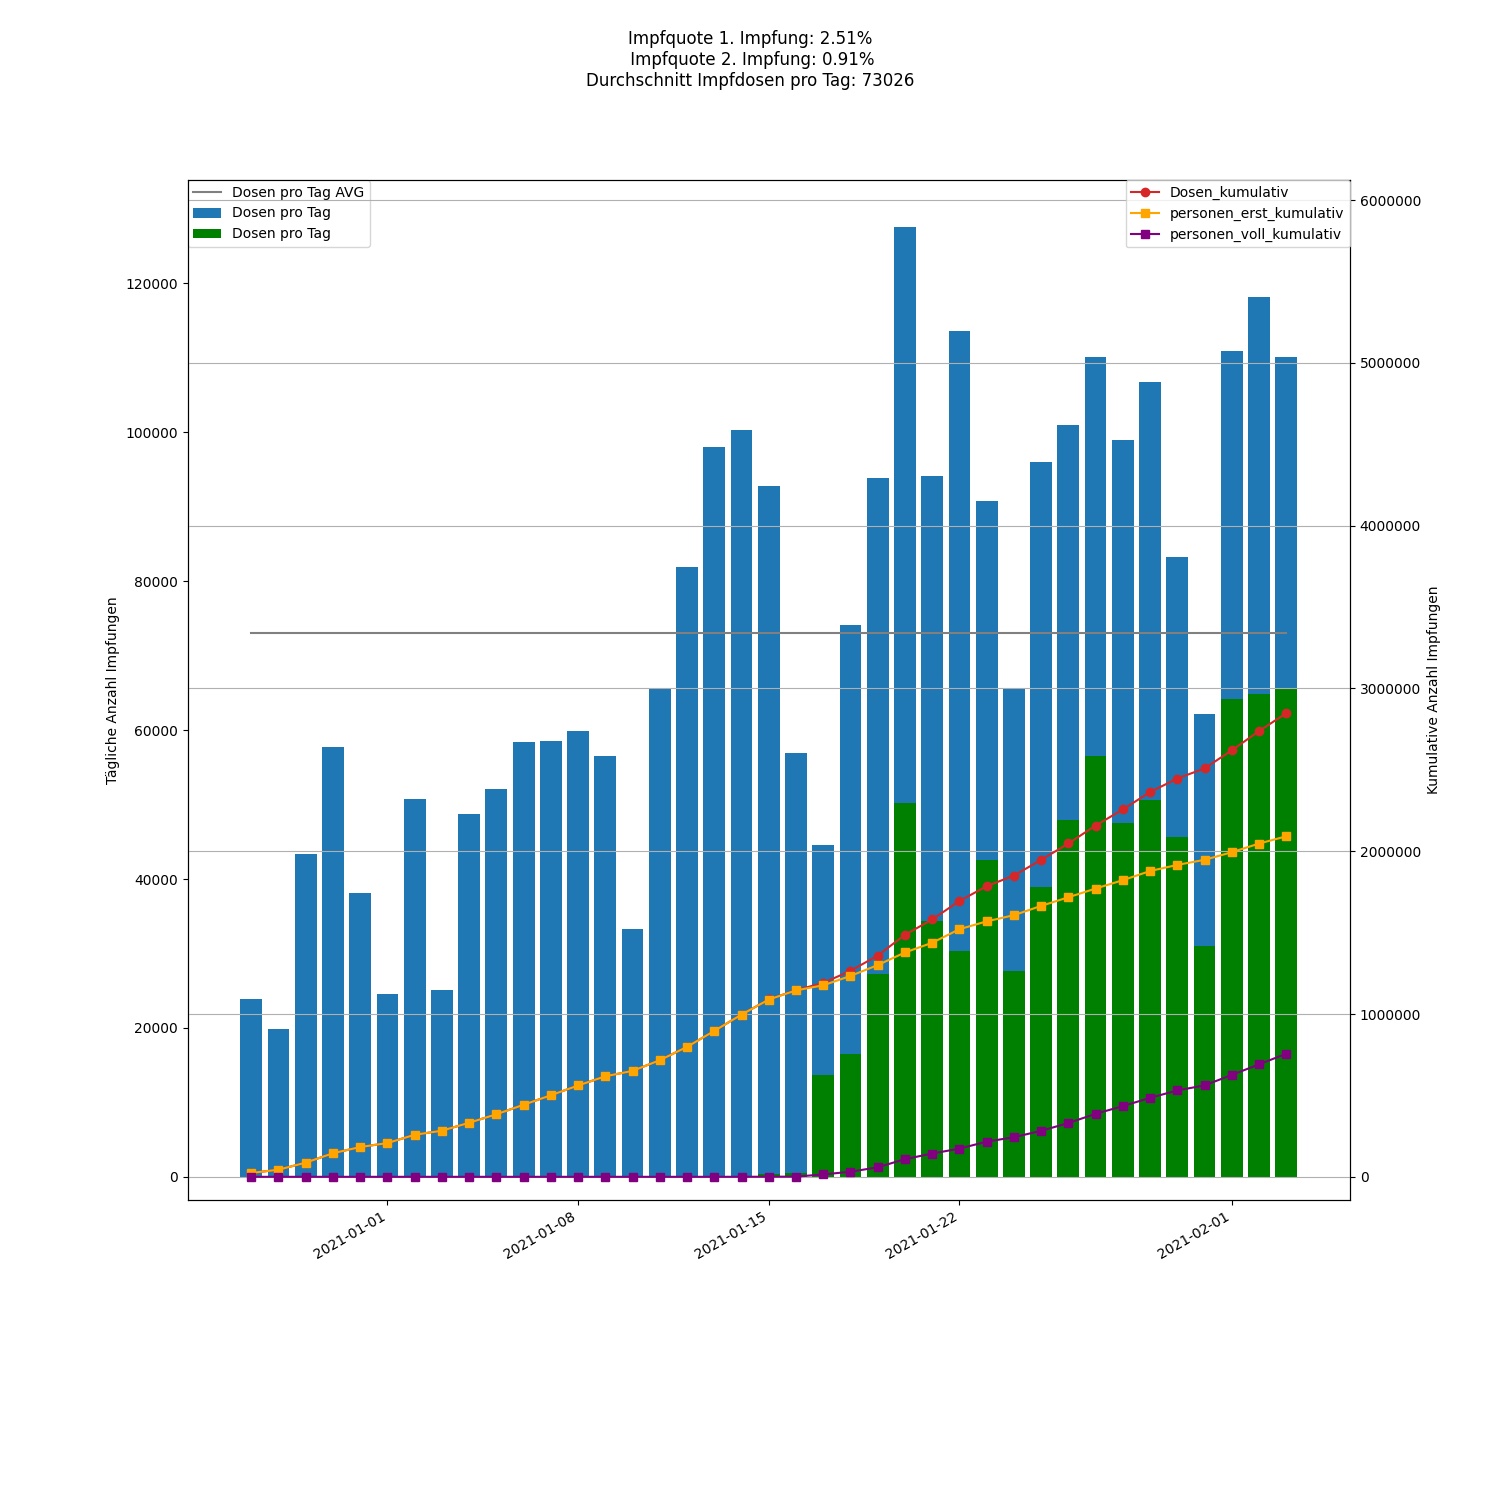 Impfquote 1. Impfung: 2.51%
Impfquote 2. Impfung: 0.91%
Durchschnitt Impfdosen pro Tag: 73026
Dosen pro Tag AVG
Dosen pro Tag
Dosen pro Tag
Dosen_kumulativ
personen_erst_kumulativ
personen_voll_kumulativ
Tägliche Anzahl Impfungen
120000
100000
80000
60000
40000
20000
0
6000000
5000000
4000000
3000000
2000000
1000000
0
Kumulative Anzahl Impfungen
2021-01-01
2021-01-08
2021-01-15
2021-01-22
2021-02-01